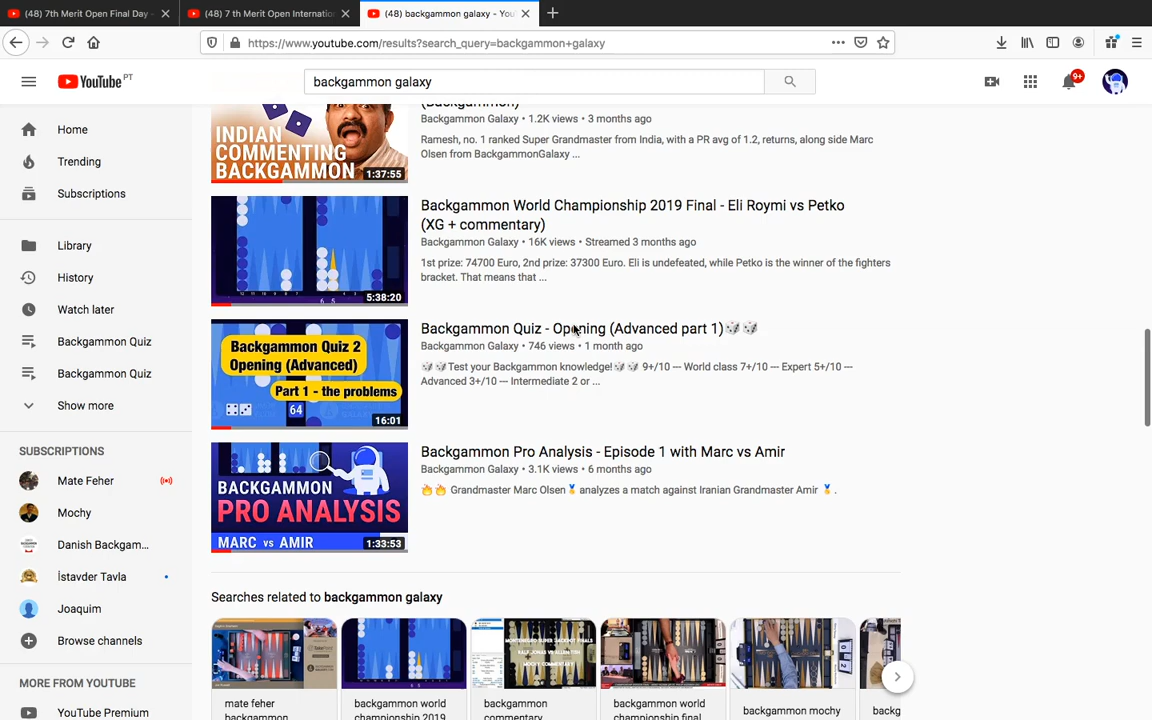 (48) 7th Merit Open Final Day -
(48) 7 th Merit Open Internatio
(48) backgammon galaxy - You
https://www.youtube.com/results?search_query=backgammon+galaxy
YouTube PT
backgammon galaxy
9+
Home
Trending
Subscriptions
Library
History
Watch later
Backgammon Quiz
Backgammon Quiz
Show more
SUBSCRIPTIONS
Mate Feher
Mochy
Danish Backgam...
İstavder Tavla
Joaquim
Browse channels
MORE FROM YOUTUBE
YouTube Premium
INDIAN
COMMENTING
BACKGAMMON
1:37:55
(Backgammon)
Backgammon Galaxy • 1.2K views • 3 months ago
Ramesh, no. 1 ranked Super Grandmaster from India, with a PR avg of 1.2, returns, along side Marc
Olsen from BackgammonGalaxy ...
5:38:20
Backgammon World Championship 2019 Final - Eli Roymi vs Petko
(XG + commentary)
Backgammon Galaxy • 16K views • Streamed 3 months ago
1st prize: 74700 Euro, 2nd prize: 37300 Euro. Eli is undefeated, while Petko is the winner of the fighters
bracket. That means that ...
Backgammon Quiz 2
Opening (Advanced)
Part 1 - the problems
64
16:01
Backgammon Quiz - Opening (Advanced part 1)🎲🎲
Backgammon Galaxy • 746 views • 1 month ago
🎲🎲Test your Backgammon knowledge!🎲🎲 9+/10 --- World class 7+/10 --- Expert 5+/10 ---
Advanced 3+/10 --- Intermediate 2 or ...
BACKGAMMON
PRO ANALYSIS
MARC vs AMIR
1:33:53
Backgammon Pro Analysis - Episode 1 with Marc vs Amir
Backgammon Galaxy • 3.1K views • 6 months ago
🔥🔥 Grandmaster Marc Olsen🥇 analyzes a match against Iranian Grandmaster Amir 🥇.
Searches related to backgammon galaxy
mate feher
backgammon
backgammon world
championship 2019
backgammon
commentary
backgammon world
championship final
backgammon mochy
backg